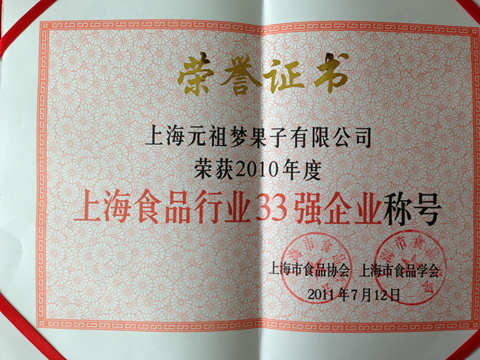 荣誉证书
上海元祖梦果子有限公司
荣获2010年度
上海食品行业33强企业称号
上海市食品协会 上海市食品学会
2011年7月12日